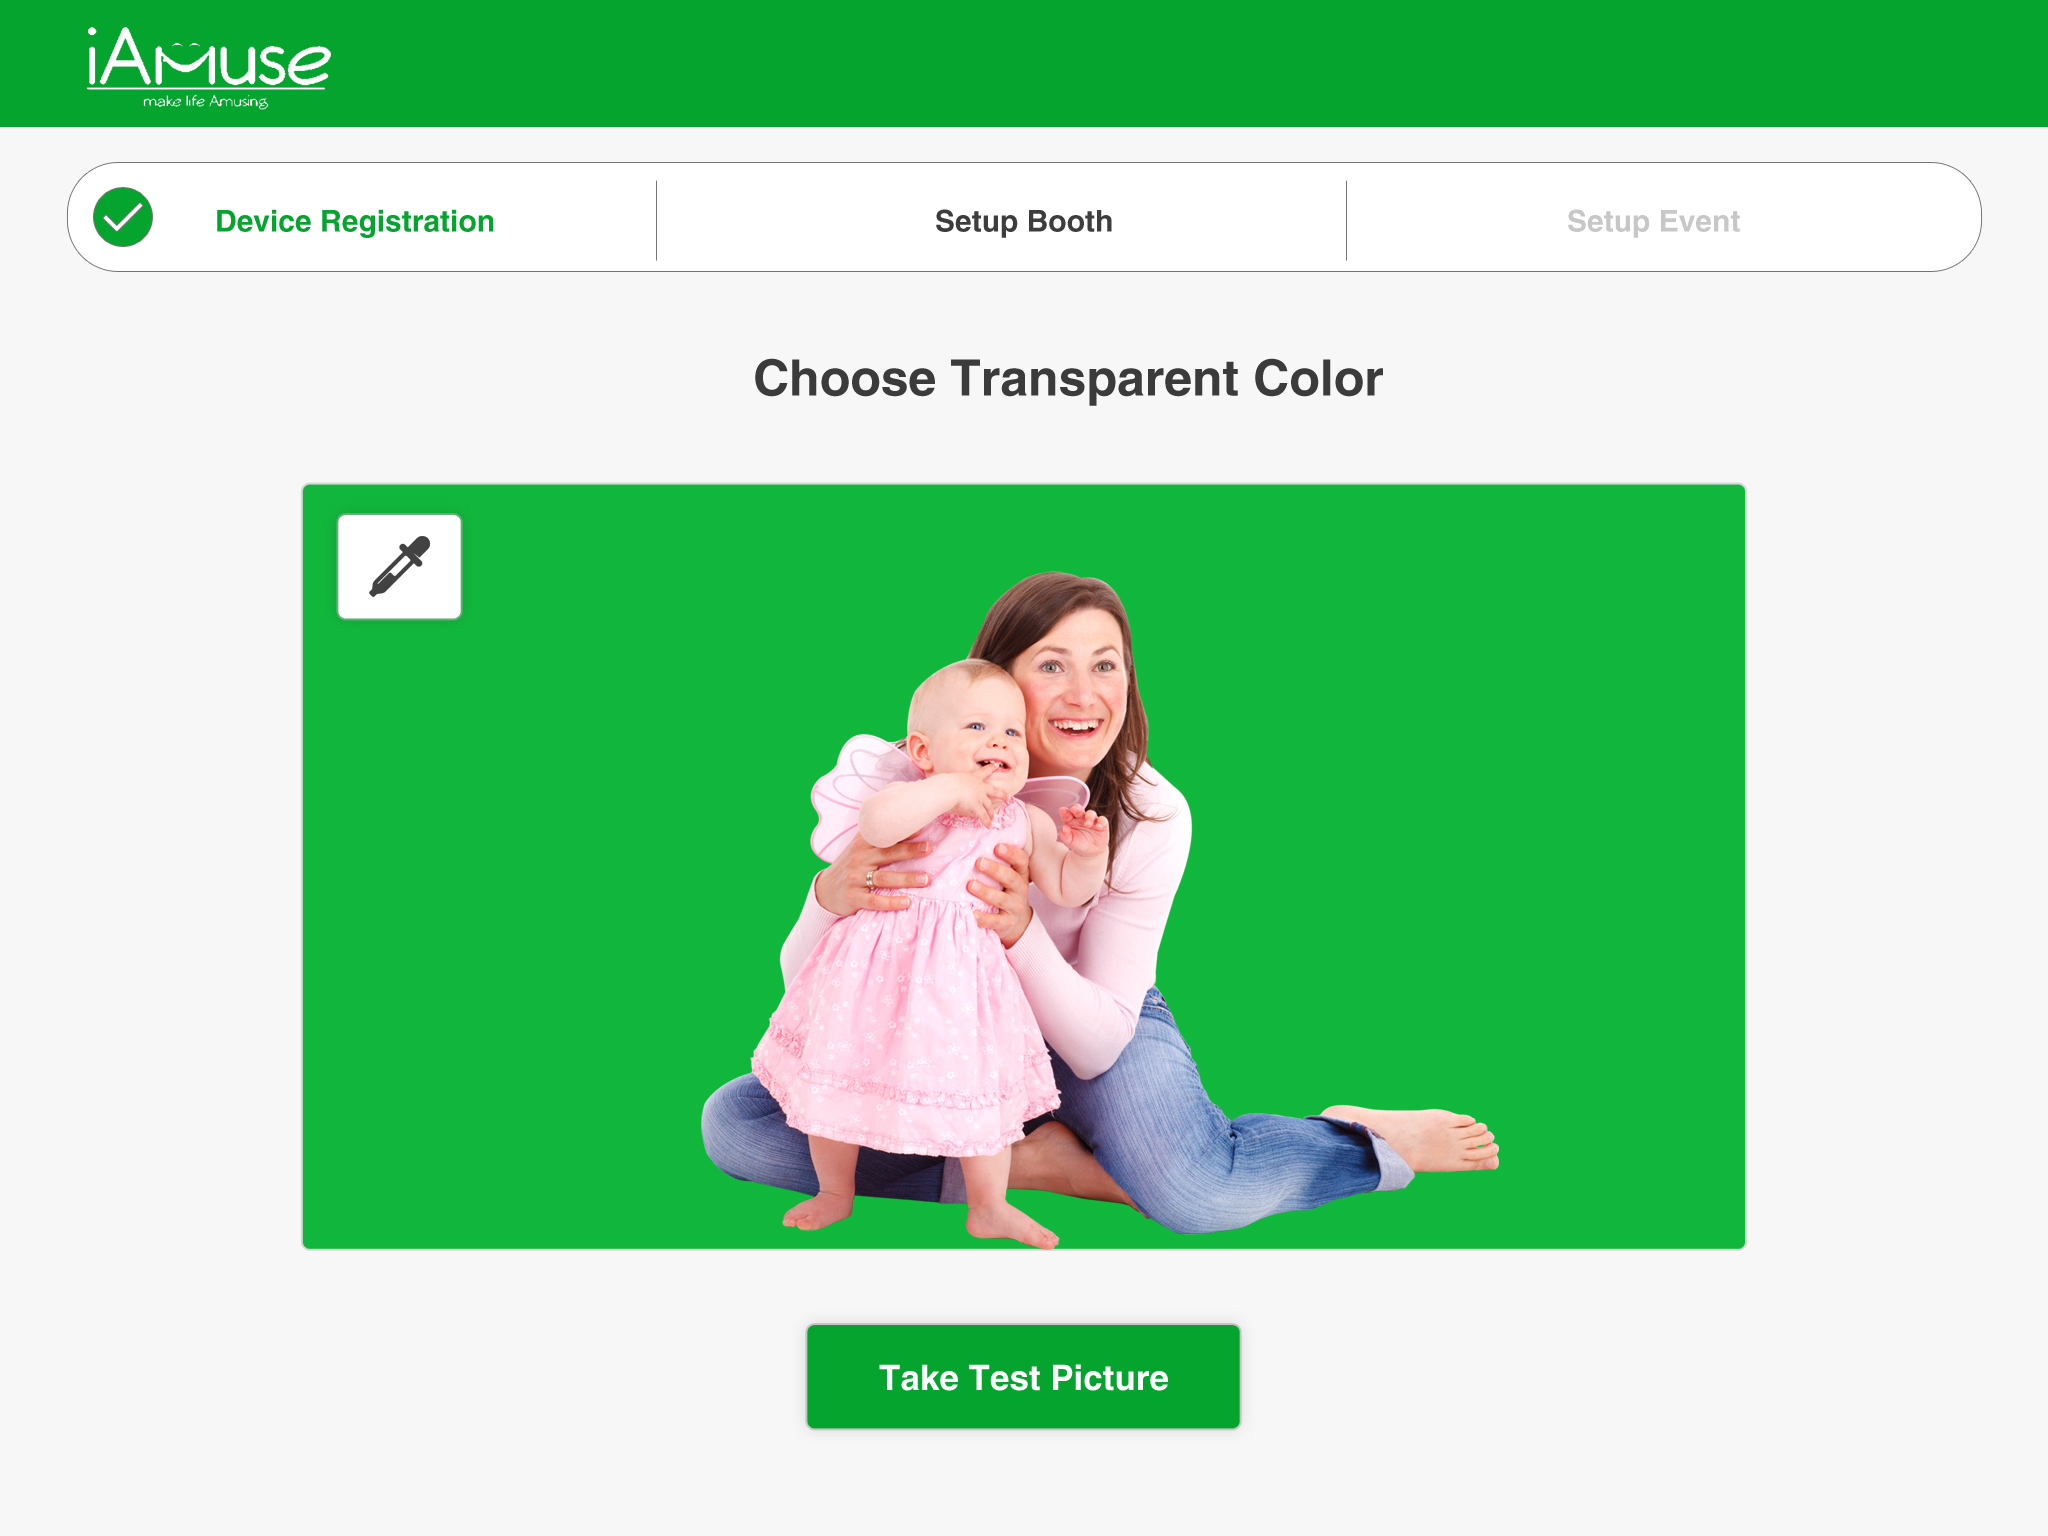 iAmuse
make life Amusing
Device Registration
Setup Booth
Setup Event
Choose Transparent Color
Take Test Picture